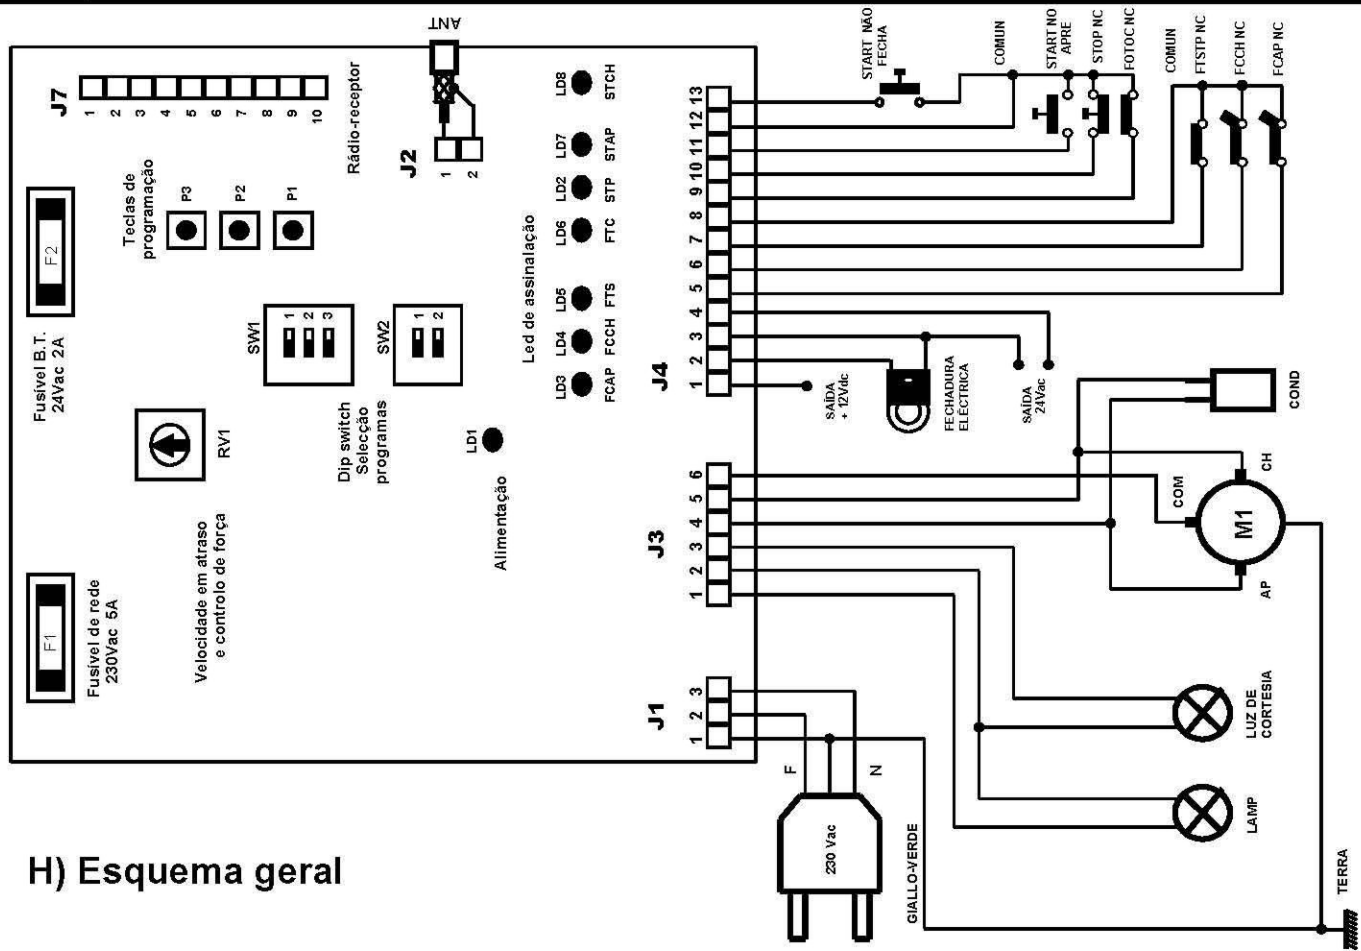 H) Esquema geral
F1
Fusível de rede
230Vac 5A
F2
Fusível B.T.
24Vac 2A
J7
1
2
3
4
5
6
7
8
9
10
Rádio-receptor
ANT
J2
1
2
Teclas de
programação
P3
P2
P1
RV1
Velocidade em atraso
e controlo de força
SW1
1
2
3
SW2
1
2
Dip switch
Selecção
programas
LD1
Alimentação
Led de assinalação
LD3
LD4
LD5
LD6
LD2
LD7
LD8
FCAP
FCCH
FTS
FTC
STP
STAP
STCH
J1
1
2
3
J3
1
2
3
4
5
6
J4
1
2
3
4
5
6
7
8
9
10
11
12
13
START NÃO
FECHA
COMUN
START NO
APRE
STOP NC
FOTOC NC
COMUN
FTSTP NC
FCCH NC
FCAP NC
SAÍDA
+ 12Vdc
FECHADURA
ELÉCTRICA
SAÍDA
24Vac
COND
COM
CH
M1
AP
LUZ DE
CORTESIA
LAMP
F
N
230 Vac
GIALLO-VERDE
TERRA